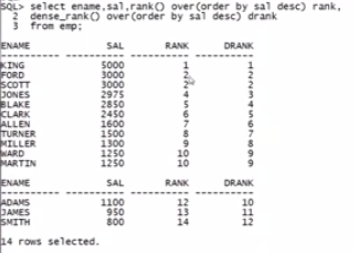 SQL> select ename,sal,rank() over(order by sal desc) rank,
2 dense_rank() over(order by sal desc) drank
3 from emp;
ENAME SAL RANK DRANK
KING 5000 1 1
FORD 3000 2 2
SCOTT 3000 2 2
JONES 2975 4 3
BLAKE 2850 5 4
CLARK 2450 6 5
ALLEN 1600 7 6
TURNER 1500 8 7
MILLER 1300 9 8
WARD 1250 10 9
MARTIN 1250 10 9
ENAME SAL RANK DRANK
ADAMS 1100 12 10
JAMES 950 13 11
SMITH 800 14 12
14 rows selected.